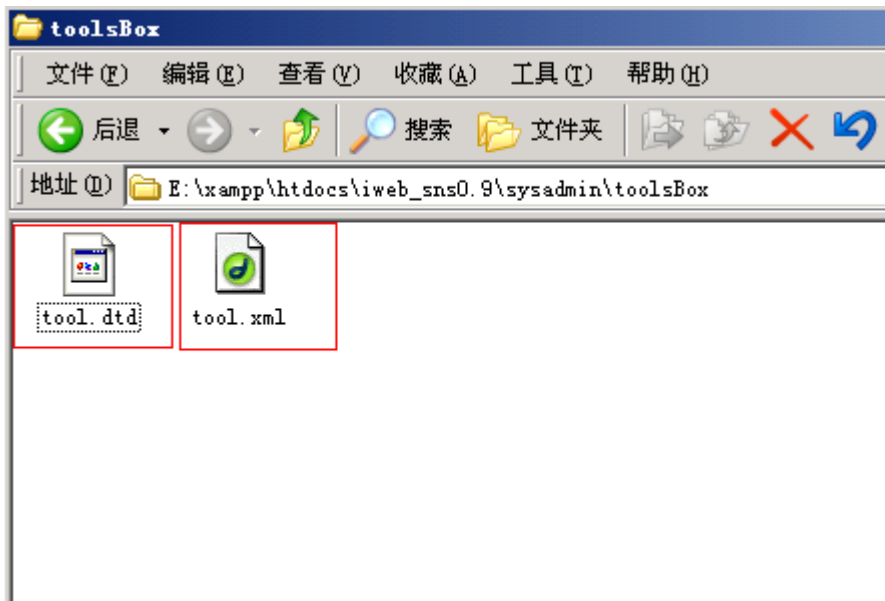 toolsBox
文件(F) 编辑(E) 查看(V) 收藏(A) 工具(T) 帮助(H)
后退 搜索 文件夹
地址(D) E:\xampp\htdocs\iweb_sns0.9\sysadmin\toolsBox
tool.dtd tool.xml